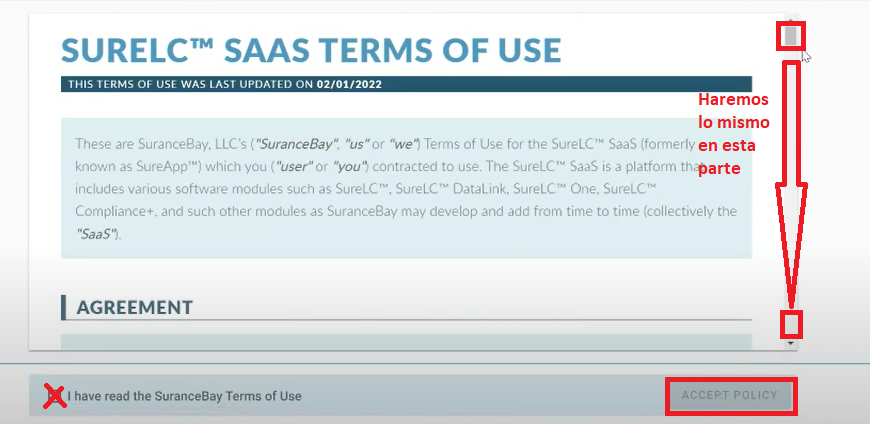 SURELC™ SAAS TERMS OF USE
THIS TERMS OF USE WAS LAST UPDATED ON 02/01/2022
Haremos
lo mismo
en esta
parte
These are SuranceBay, LLC's ("SuranceBay", "us" or "we") Terms of Use for the SureLC™ SaaS (formerly
known as SureApp™) which you ("user" or "you") contracted to use. The SureLC™ SaaS is a platform that
includes various software modules such as SureLC™, SureLC™ DataLink, SureLC™ One, SureLC™
Compliance+, and such other modules as SuranceBay may develop and add from time to time (collectively the
"SaaS").
AGREEMENT
I have read the SuranceBay Terms of Use
ACCEPT POLICY